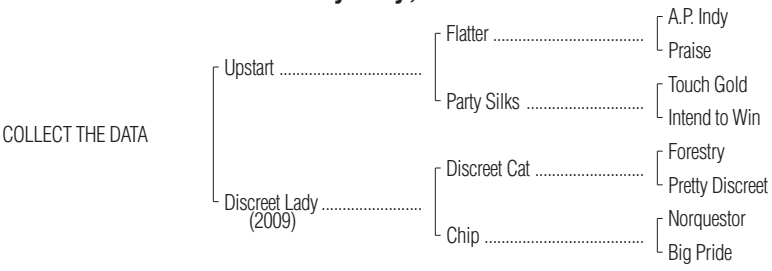 A.P. Indy
Flatter ....................................
Praise
Upstart ..................................
Touch Gold
Party Silks ............................
Intend to Win
COLLECT THE DATA
Forestry
Discreet Cat ..........................
Pretty Discreet
Discreet Lady ........................
(2009)
Norquestor
Chip ......................................
Big Pride